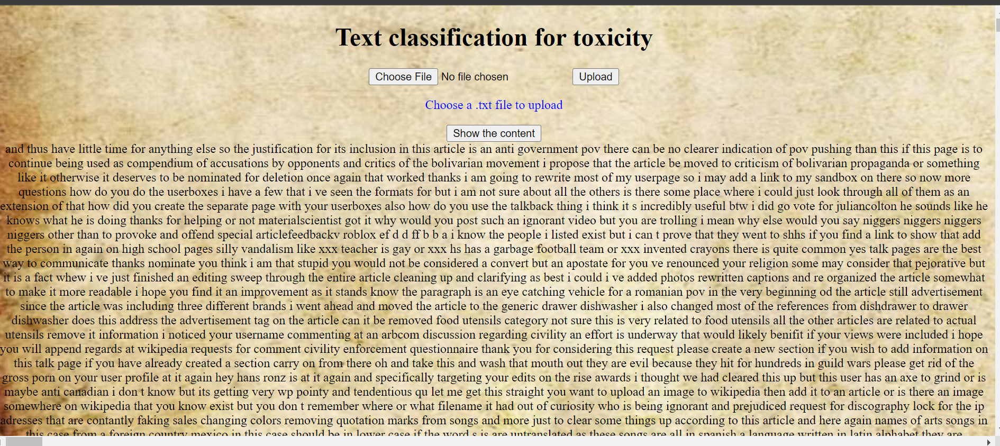 Text classification for toxicity
Choose File No file chosen Upload
Choose a .txt file to upload
Show the content
and thus have little time for anything else so the justification for its inclusion in this article is an anti government pov there can be no clearer indication of pov pushing than this if this page is to
continue being used as compendium of accusations by opponents and critics of the bolivarian movement i propose that the article be moved to criticism of bolivarian propaganda or something
like it otherwise it deserves to be nominated for deletion once again that worked thanks i am going to rewrite most of my userpage so i may add a link to my sandbox on there so now more
questions how do you do the userboxes i have a few that i ve seen the formats for but i am not sure about all the others is there some place where i could just look through all of them as an
extension of that how did you create the separate page with your userboxes also how do you use the talkback thing i think it s incredibly useful btw i did go vote for juliancolton he sounds like he
knows what he is doing thanks for helping or not materialscientist got it why would you post such an ignorant video but you are trolling i mean why else would you say niggers niggers niggers
niggers other than to provoke and offend special articlefeedbackv roblox ef d d ff b b a i know the people i listed exist but i can t prove that they went to shhs if you find a link to show that add
the person in again on high school pages silly vandalism like xxx teacher is gay or xxx hs has a garbage football team or xxx invented crayons there is quite common yes talk pages are the best
way to communicate thanks nominate you think i am that stupid you would not be considered a convert but an apostate for you ve renounced your religion some may consider that pejorative but
it is a fact whew i ve just finished an editing sweep through the entire article cleaning up and clarifying as best i could i ve added photos rewritten captions and re organized the article somewhat
to make it more readable i hope you find it an improvement as it stands know the paragraph is an eye catching vehicle for a romanian pov in the very beginning od the article still advertisement
since the article was including three different brands i went ahead and moved the article to the generic drawer dishwasher i also changed most of the references from dishdrawer to drawer
dishwasher does this address the advertisement tag on the article can it be removed food utensils category not sure this is very related to food utensils all the other articles are related to actual
utensils remove it information i noticed your username commenting at an arbcom discussion regarding civility an effort is underway that would likely benifit if your views were included i hope
you will append regards at wikipedia requests for comment civility enforcement questionnaire thank you for considering this request please create a new section if you wish to add information on
this talk page if you have already created a section carry on from there oh and take this and wash that mouth out they are evil because they hit for hundreds in guild wars please get rid of the
gross porn on your user profile at it again hey hans ronz is at it again and specifically targeting your edits on the rise awards i thought we had cleared this up but this user has an axe to grind or is
maybe anti canadian i don t know but its getting very wp pointy and tendentious qu let me get this straight you want to upload an image to wikipedia then add it to an article or is there an image
somewhere on wikipedia that you know exist but you don t remember where or what filename it had out of curiosity who is being ignorant and prejudiced request for discography lock for the ip
adresses that are contantly faking sales changing colors removing quotation marks from songs and more just to clear some things up according to this article and here again names of arts songs in
this case from a foreign country mexico in this case should be in lower case if the word s is are untranslated as these songs are all in spanish a language written in latin alphabet they are